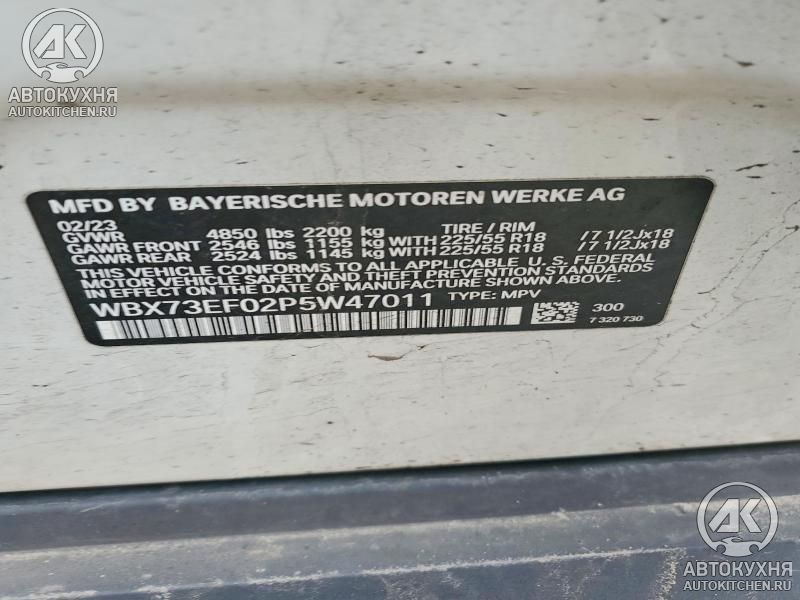 АК
АВТОКУХНЯ
AUTOKITCHEN.RU
MFD BY BAYERISCHE MOTOREN WERKE AG
02/23 TIRE / RIM
GVWR 4850 lbs 2200 kg
GAWR FRONT 2546 lbs 1155 kg WITH 225/55 R18 / 7 1/2Jx18
GAWR REAR 2524 lbs 1145 kg WITH 225/55 R18 / 7 1/2Jx18
THIS VEHICLE CONFORMS TO ALL APPLICABLE U. S. FEDERAL
MOTOR VEHICLE SAFETY AND THEFT PREVENTION STANDARDS
IN EFFECT ON THE DATE OF MANUFACTURE SHOWN ABOVE.
WBX73EF02P5W47011 TYPE: MPV
300
7 320 730
АК
АВТОКУХНЯ
AUTOKITCHEN.RU